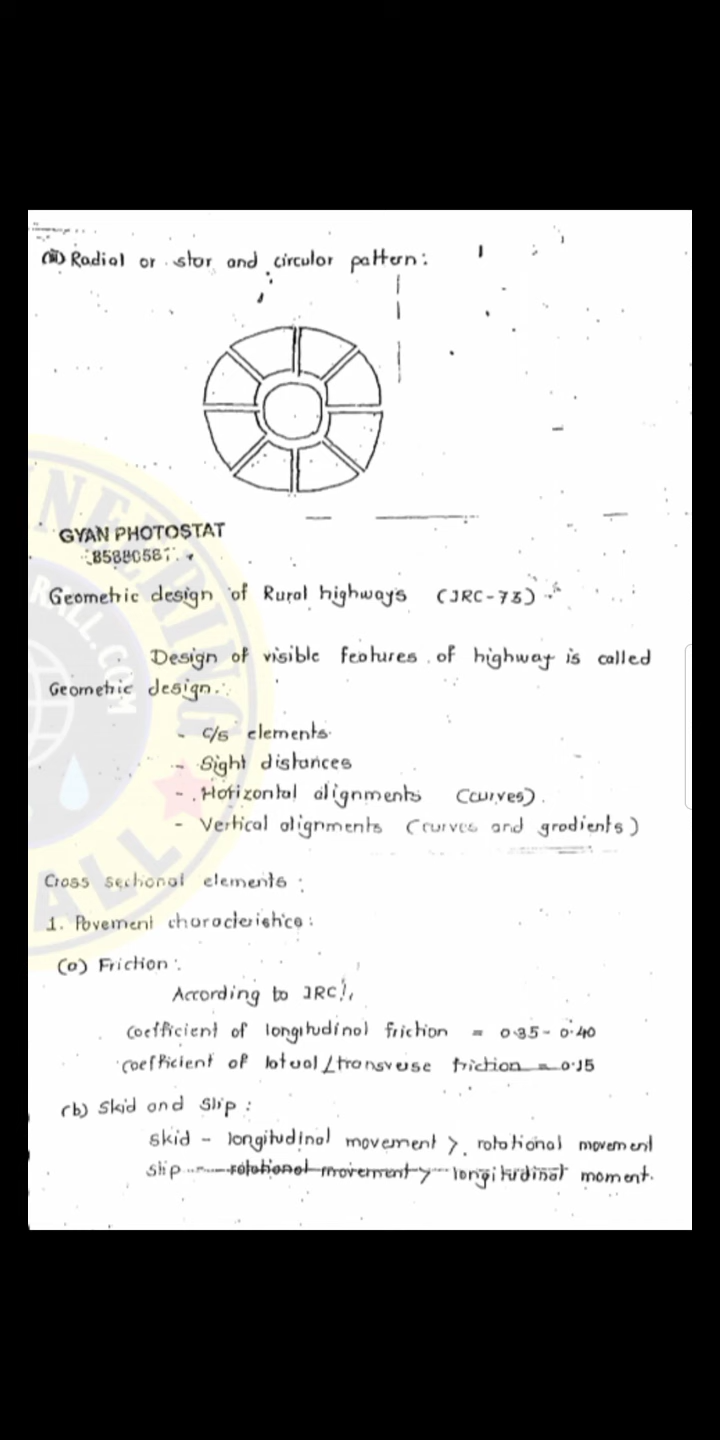 (iii) Radial or star and circular pattern:
GYAN PHOTOSTAT
Geometric design of Rural highways (IRC-73)
Design of visible features of highway is called
Geometric design.
- C/s elements
- Sight distances
- Horizontal alignments (curves).
- Vertical alignments (curves and gradients)
Cross sectional elements:
1. Pavement characteristics:
(a) Friction:
According to IRC,
coefficient of longitudinal friction = 0.35 - 0.40
coefficient of lateral/transverse friction = 0.15
(b) Skid and Slip:
Skid - longitudinal movement > rotational movement
slip - rotational movement > longitudinal moment.